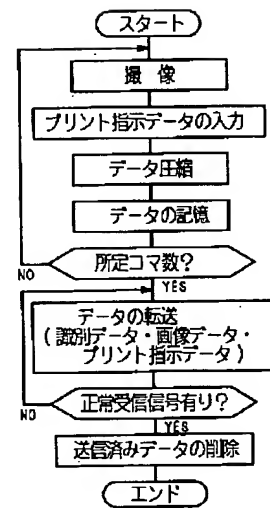 スタート
撮 像
プリント指示データの入力
データ圧縮
データの記憶
所定コマ数?
NO
YES
データの転送
(識別データ・画像データ・
プリント指示データ)
正常受信信号有り?
NO
YES
送信済みデータの削除
エンド